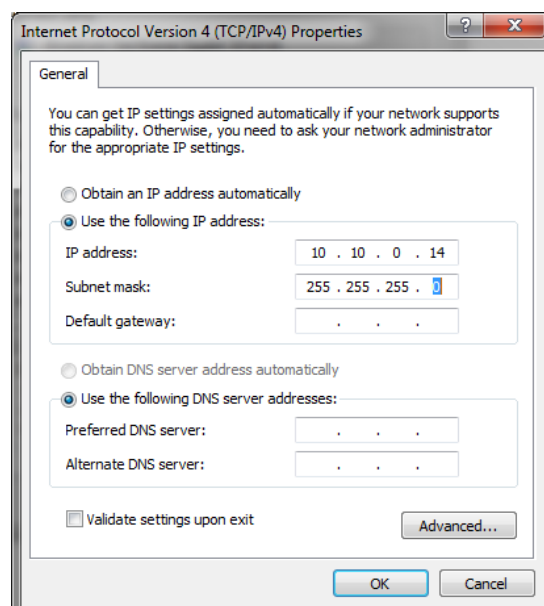 Internet Protocol Version 4 (TCP/IPv4) Properties
?
General
You can get IP settings assigned automatically if your network supports
this capability. Otherwise, you need to ask your network administrator
for the appropriate IP settings.
Obtain an IP address automatically
Use the following IP address:
IP address: 10 . 10 . 0 . 14
Subnet mask: 255 . 255 . 255 . 0
Default gateway: . . .
Obtain DNS server address automatically
Use the following DNS server addresses:
Preferred DNS server: . . .
Alternate DNS server: . . .
Validate settings upon exit
Advanced...
OK Cancel